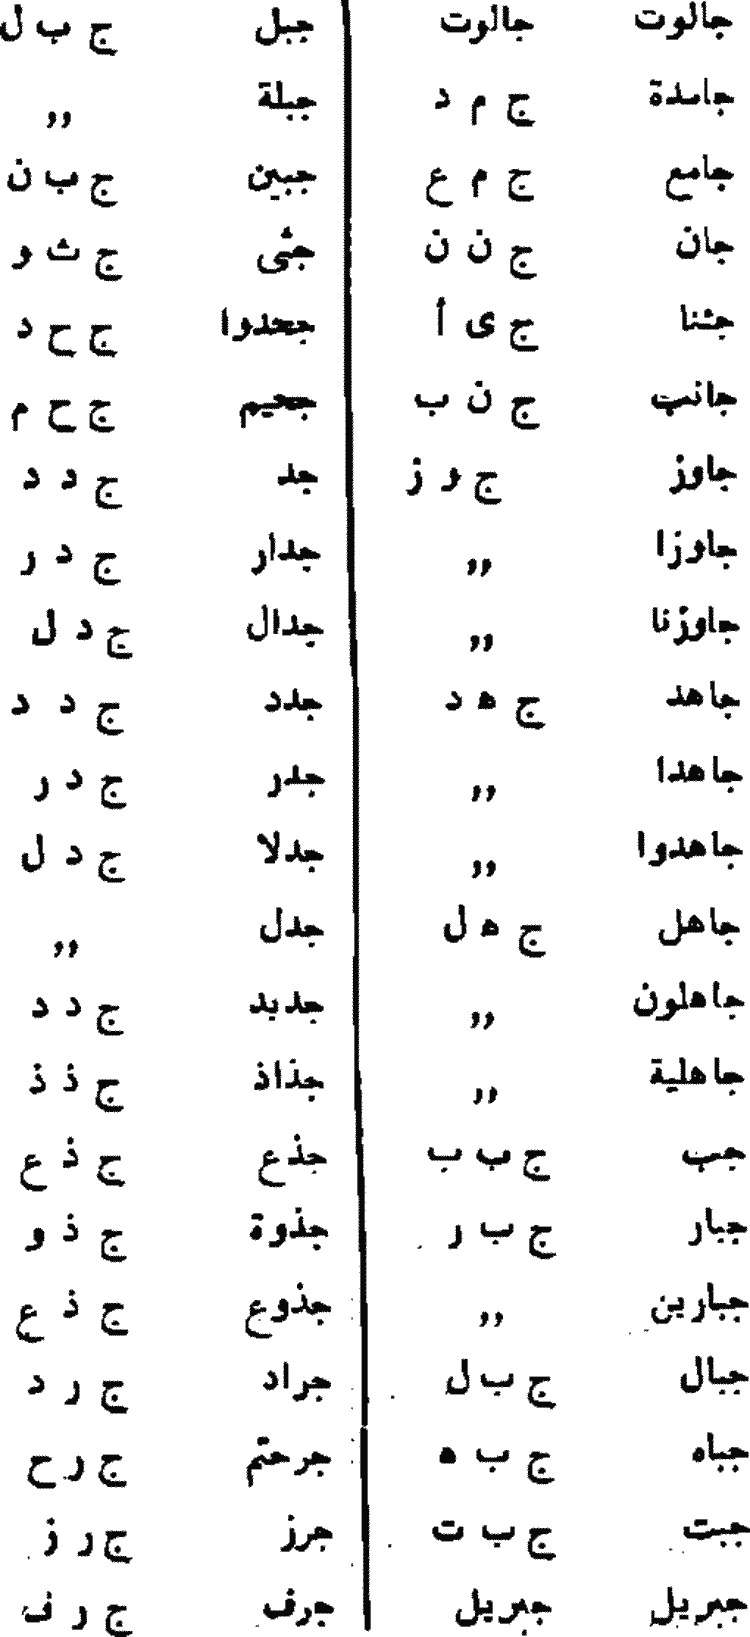 جالوت جالوت
جامدة ج م د
جامع ج م ع
جان ج ن ن
جئنا ج ى أ
جانب ج ن ب
جاوز ج و ز
جاوزا ,,
جاوزنا ,,
جاهد ج ه د
جاهدا ,,
جاهدوا ,,
جاهل ج ه ل
جاهلون ,,
جاهلية ,,
جب ج ب ب
جبار ج ب ر
جبارين ,,
جبال ج ب ل
جباه ج ب ه
جبت ج ب ت
جبريل جبريل
جبل ج ب ل
جبلة ,,
جبين ج ب ن
جثى ج ث و
جحدوا ج ح د
جحيم ج ح م
جد ج د د
جدار ج د ر
جدال ج د ل
جدد ج د د
جدر ج د ر
جدلا ج د ل
جدل ,,
جديد ج د د
جذاذ ج ذ ذ
جذع ج ذ ع
جذوة ج ذ و
جذوع ج ذ ع
جراد ج ر د
جرحتم ج ر ح
جرز ج ر ز
جرف ج ر ف